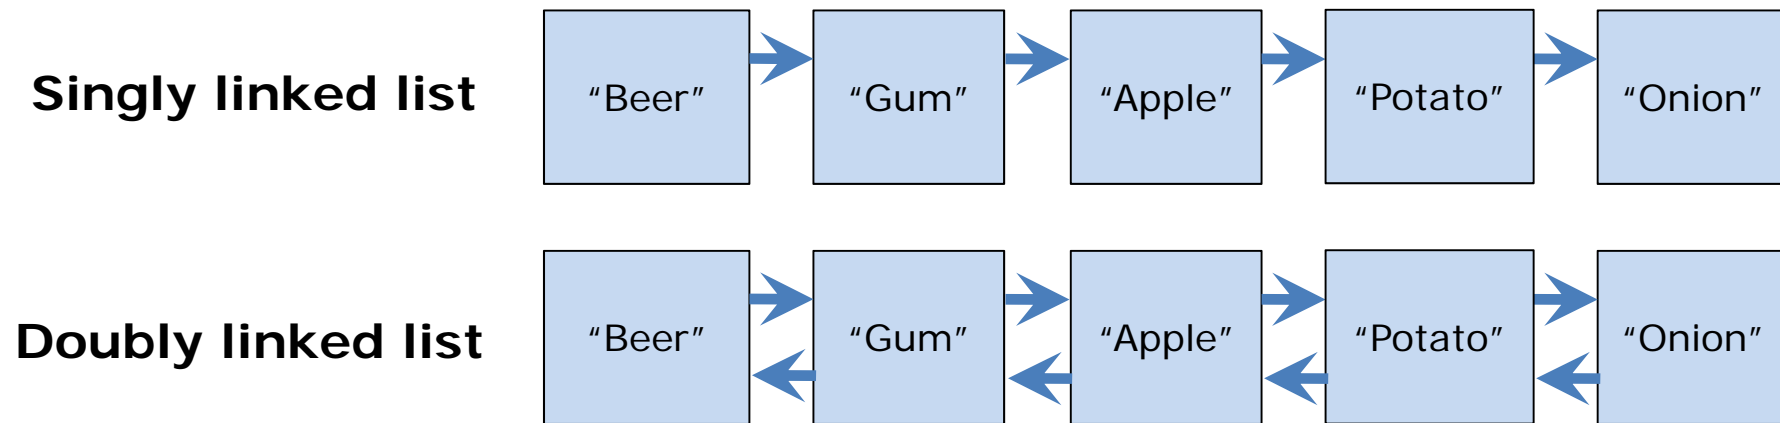 Singly linked list
“Beer” “Gum” “Apple” “Potato” “Onion”
Doubly linked list
“Beer” “Gum” “Apple” “Potato” “Onion”